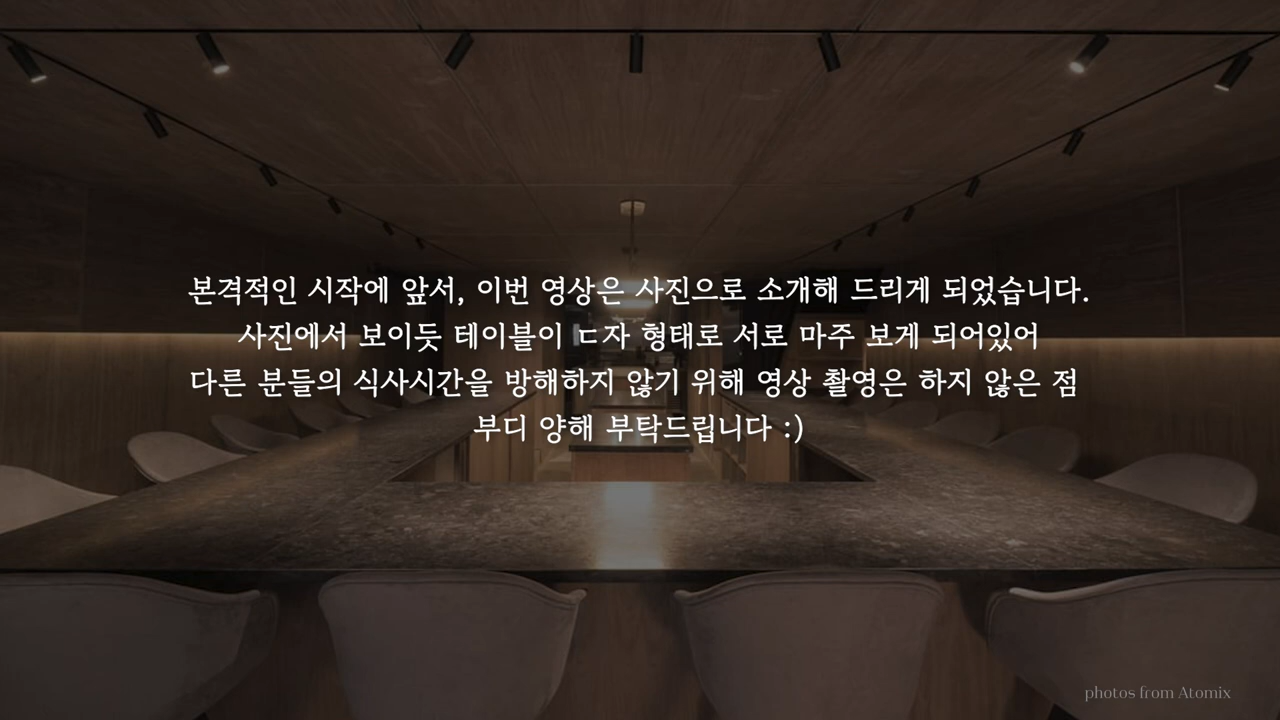 본격적인 시작에 앞서, 이번 영상은 사진으로 소개해 드리게 되었습니다.
사진에서 보이듯 테이블이 ㄷ자 형태로 서로 마주 보게 되어있어
다른 분들의 식사시간을 방해하지 않기 위해 영상 촬영은 하지 않은 점
부디 양해 부탁드립니다 :)
photos from Atomix